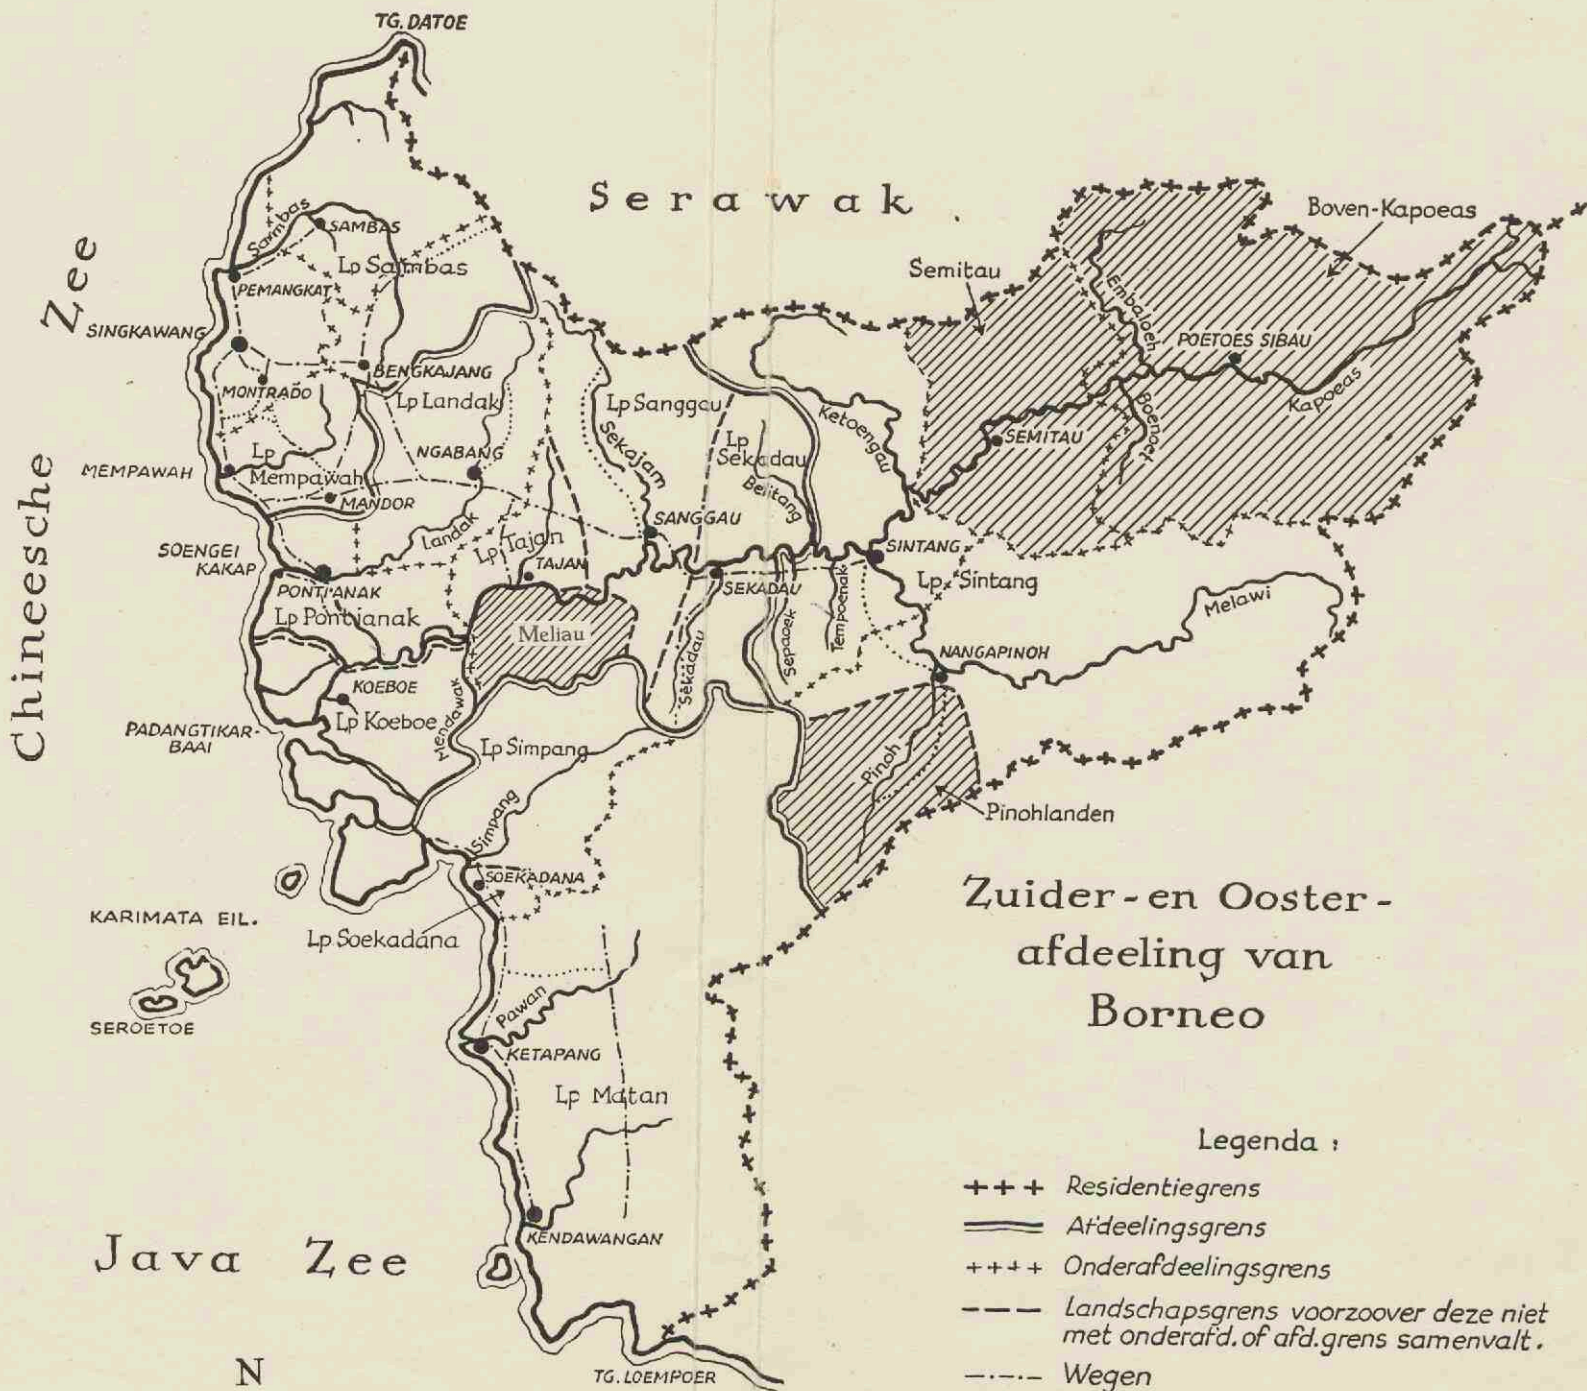 TG. DATOE
Serawak
Boven-Kapoeas
Semitau
Chineesche Zee
Sambas
SAMBAS
Lp Sambas
PEMANGKAT
SINGKAWANG
MONTRADO
BENGKAJANG
Lp Landak
Lp Sanggau
Sekajam
Lp
Sekadau
Belitang
Ketoengau
Embaloeh
POETOES SIBAU
Kapoeas
Boenoet
SEMITAU
NGABANG
MEMPAWAH
Lp
Mempawah
MANDOR
Landak
Lp Tajan
TAJAN
SANGGAU
SINTANG
Lp Sintang
Melawi
SOENGEI
KAKAP
PONTIANAK
Lp Pontianak
Meliau
SEKADAU
Sekadau
Sepaoek
Tempoenak
NANGAPINOH
KOEBOE
Lp Koeboe
Mendawak
PADANGTIKAR-
BAAI
Lp Simpang
Simpang
Pinoh
Pinohlanden
SOEKADANA
Lp Soekadana
KARIMATA EIL.
SEROETOE
Pawan
KETAPANG
Lp Matan
KENDAWANGAN
Java Zee
TG. LOEMPOER
N
Zuider-en Ooster-
afdeeling van
Borneo
Legenda :
+++ Residentiegrens
Afdeelingsgrens
++++ Onderafdeelingsgrens
--- Landschapsgrens voorzoover deze niet
met onderafd. of afd.grens samenvalt.
-.-.- Wegen